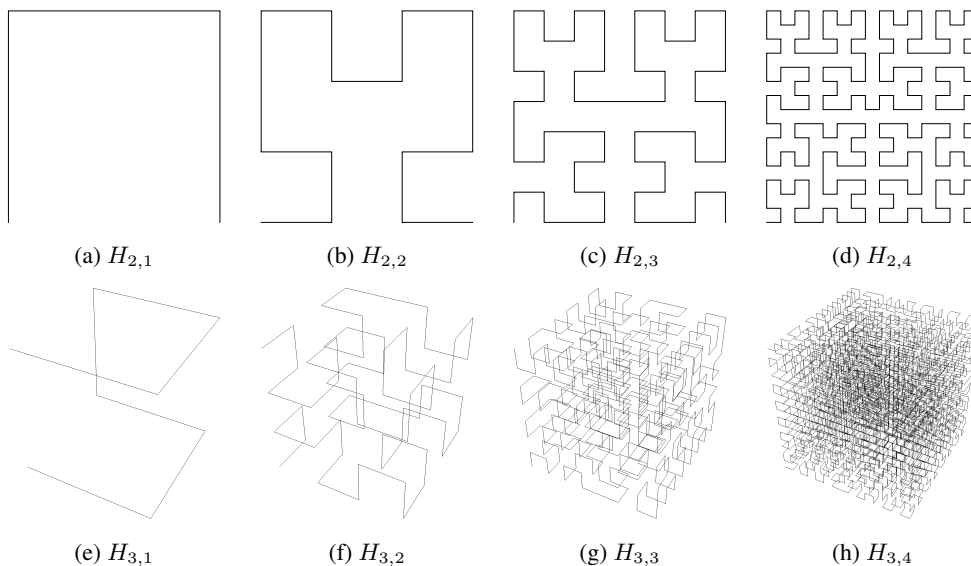 (a) H₂,₁ (b) H₂,₂ (c) H₂,₃ (d) H₂,₄
(e) H₃,₁ (f) H₃,₂ (g) H₃,₃ (h) H₃,₄